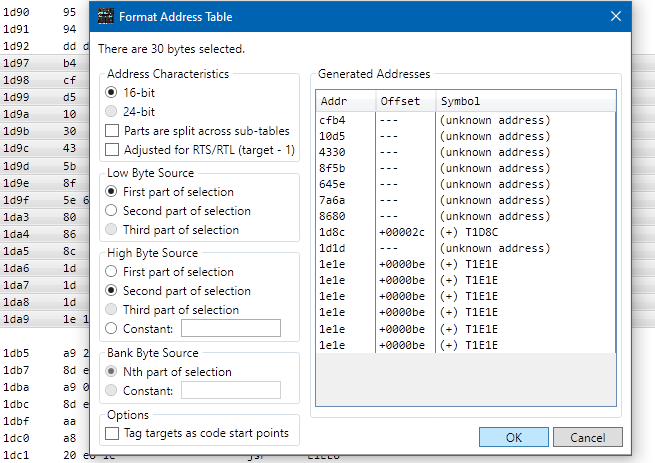 1d90 95
1d91 94
1d92 dd d
1d97 b4
1d98 cf
1d99 d5
1d9a 10
1d9b 30
1d9c 43
1d9d 5b
1d9e 8f
1d9f 5e 6
1da3 80
1da4 86
1da5 8c
1da6 1d
1da7 1d
1da8 1d
1da9 1e 1
1db5 a9 2
1db7 8d e
1dba a9 0
1dbc 8d e
1dbf aa
1dc0 a8
Format Address Table
There are 30 bytes selected.
Address Characteristics
16-bit
24-bit
Parts are split across sub-tables
Adjusted for RTS/RTL (target - 1)
Low Byte Source
First part of selection
Second part of selection
Third part of selection
High Byte Source
First part of selection
Second part of selection
Third part of selection
Constant:
Bank Byte Source
Nth part of selection
Constant:
Options
Tag targets as code start points
Generated Addresses
Addr Offset Symbol
cfb4 --- (unknown address)
10d5 --- (unknown address)
4330 --- (unknown address)
8f5b --- (unknown address)
645e --- (unknown address)
7a6a --- (unknown address)
8680 --- (unknown address)
1d8c +00002c (+) T1D8C
1d1d --- (unknown address)
1e1e +0000be (+) T1E1E
1e1e +0000be (+) T1E1E
1e1e +0000be (+) T1E1E
1e1e +0000be (+) T1E1E
1e1e +0000be (+) T1E1E
1e1e +0000be (+) T1E1E
OK Cancel
1dc1 20